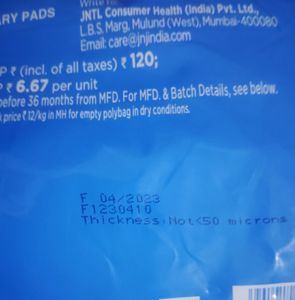 ARY PADS
Write to:
JNTL Consumer Health (India) Pvt. Ltd.,
L.B.S. Marg, Mulund (West), Mumbai-400080
Email: care@jnjindia.com
P ₹ (incl. of all taxes) ₹ 120;
P ₹ 6.67 per unit
before 36 months from MFD. For MFD. & Batch Details, see below.
k price ₹ 12/kg in MH for empty polybag in dry conditions.
F 04/2023
F1230410
Thickness:Not<50 microns